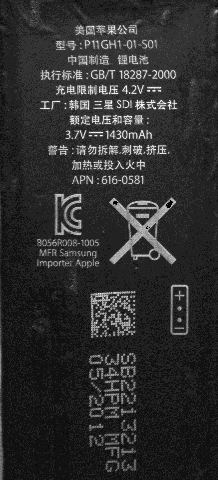 美国苹果公司
型号：P11GH1-01-S01
中国制造 锂电池
执行标准：GB/T 18287-2000
充电限制电压 4.2V⎓
工厂：韩国 三星 SDI 株式会社
额定电压和容量：
3.7V⎓1430mAh
警告：请勿拆解.刺破.挤压.
加热或投入火中
APN：616-0581
B056R008-1005
MFR Samsung
Importer Apple
SB2213213
34HPM MFG
05/2012